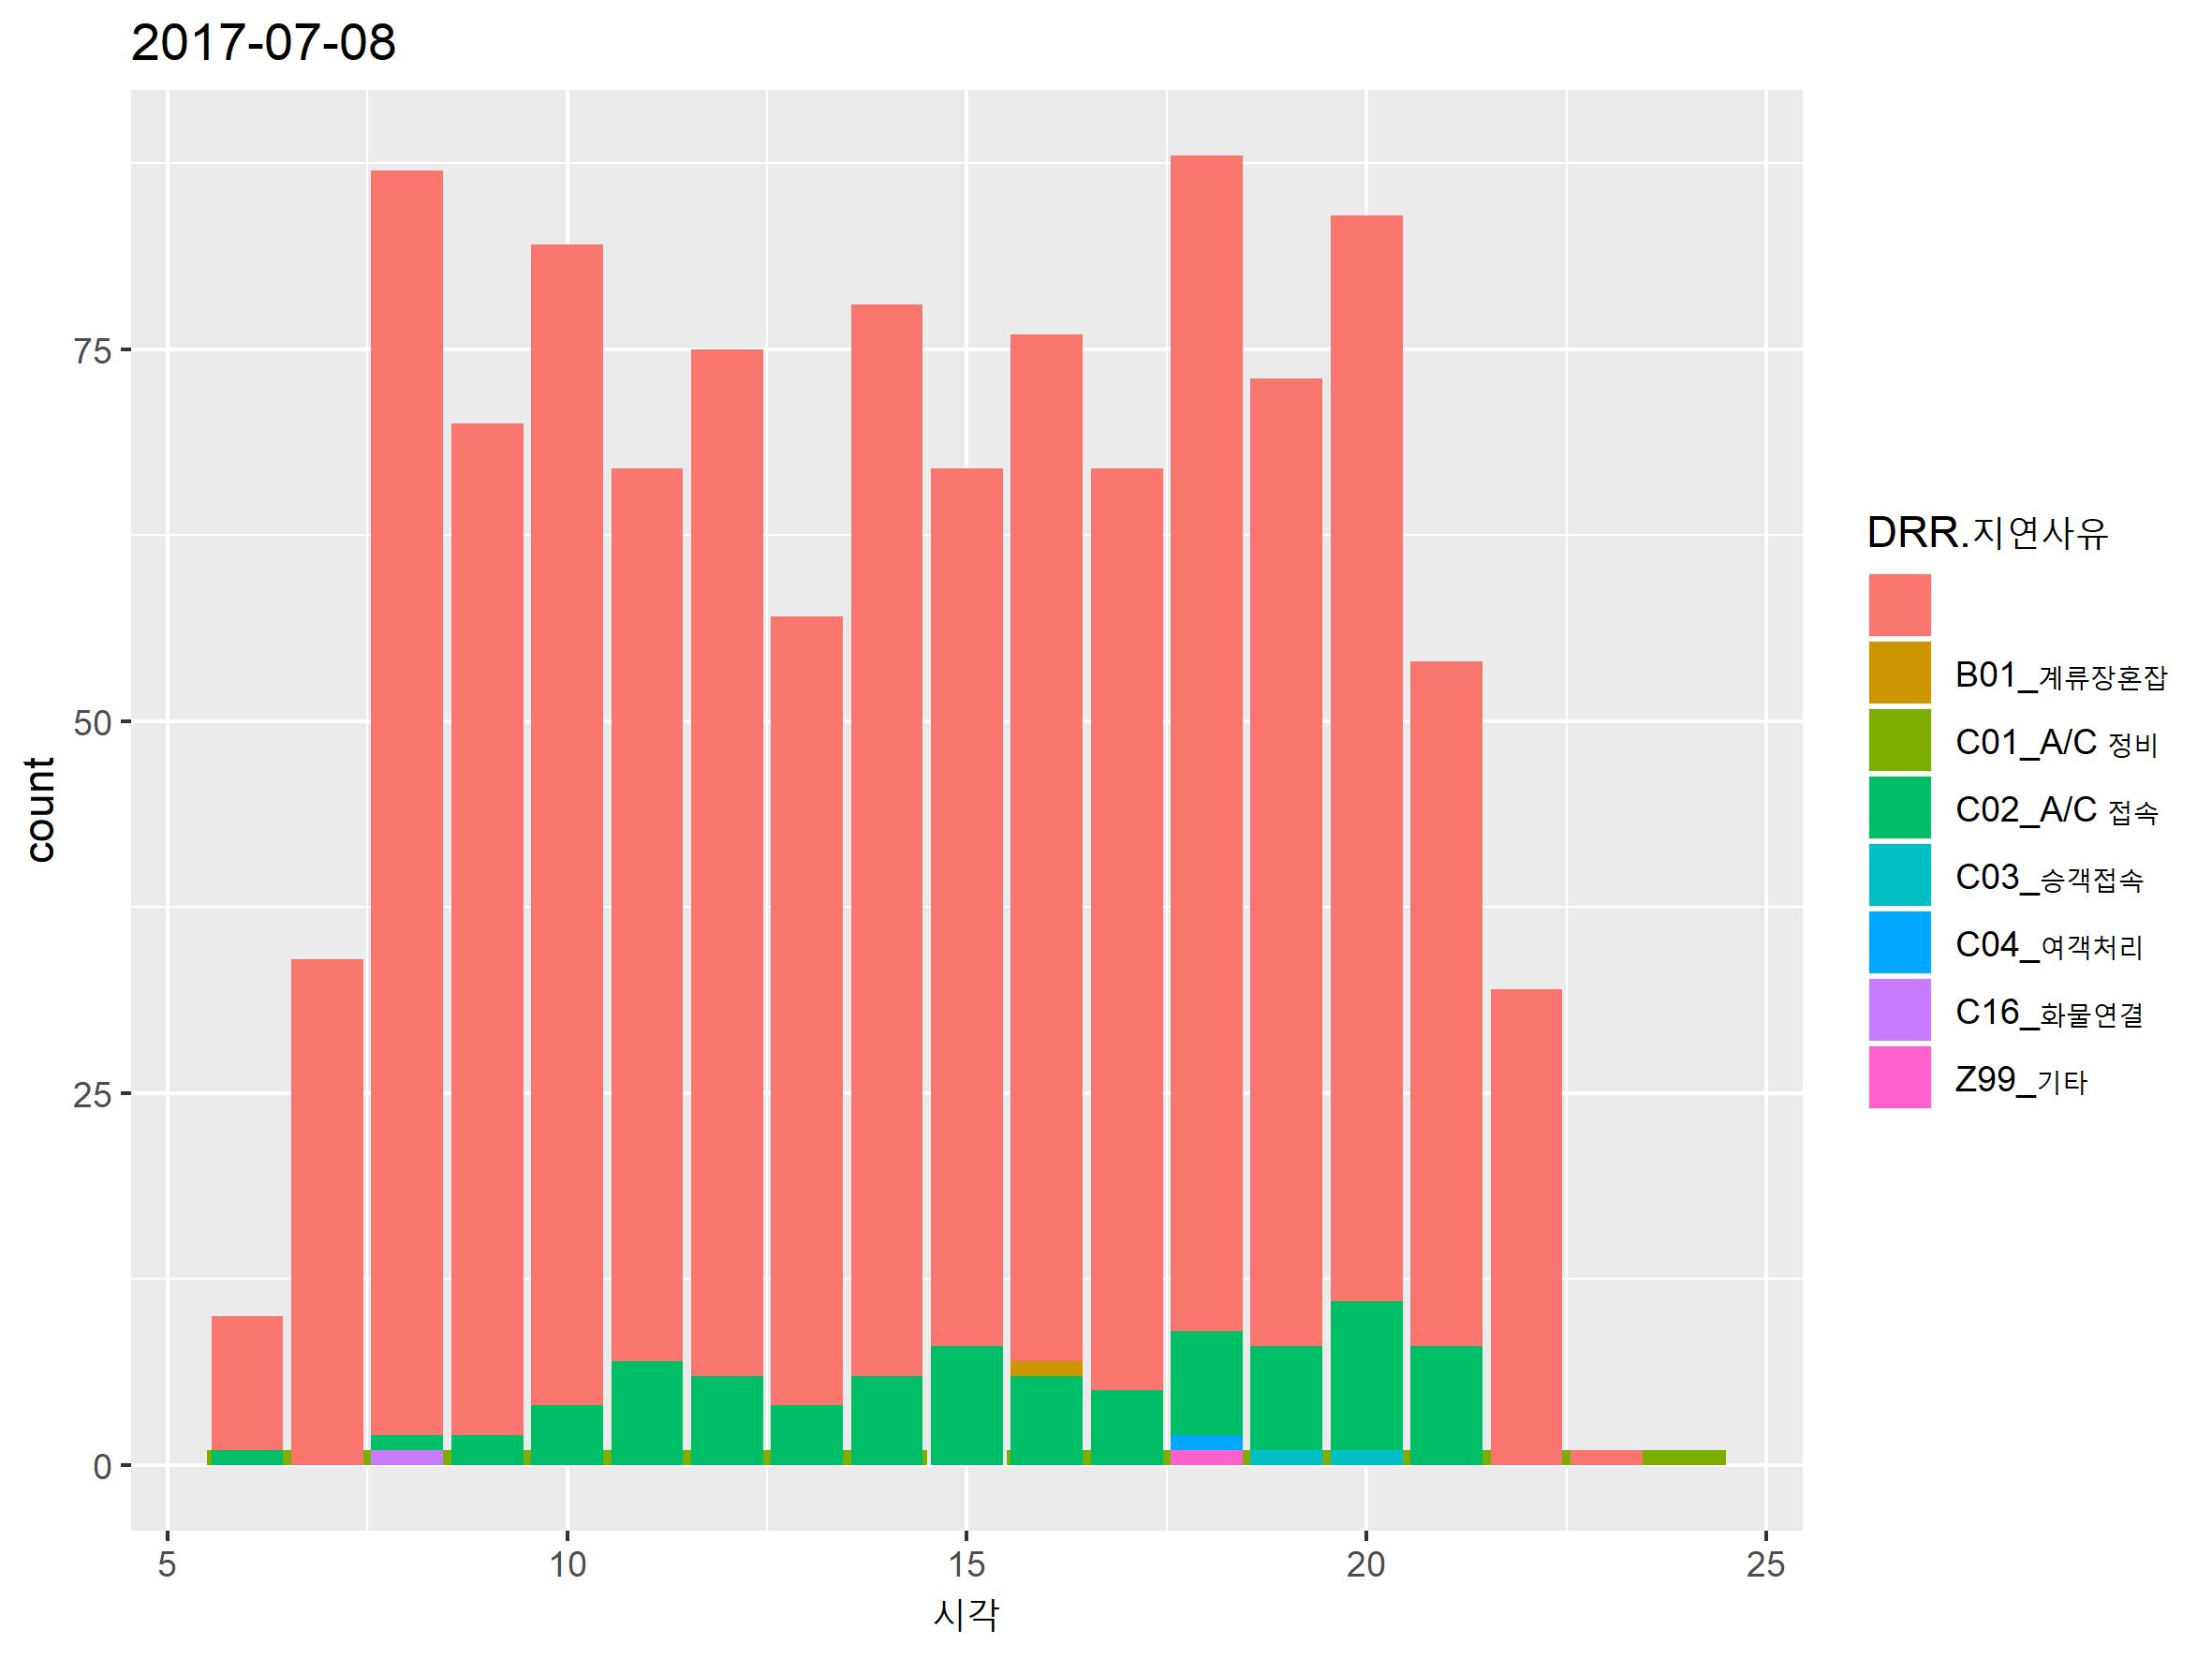 2017-07-08
75
50
25
0
count
5 10 15 20 25
시각
DRR.지연사유
B01_계류장혼잡
C01_A/C 정비
C02_A/C 접속
C03_승객접속
C04_여객처리
C16_화물연결
Z99_기타